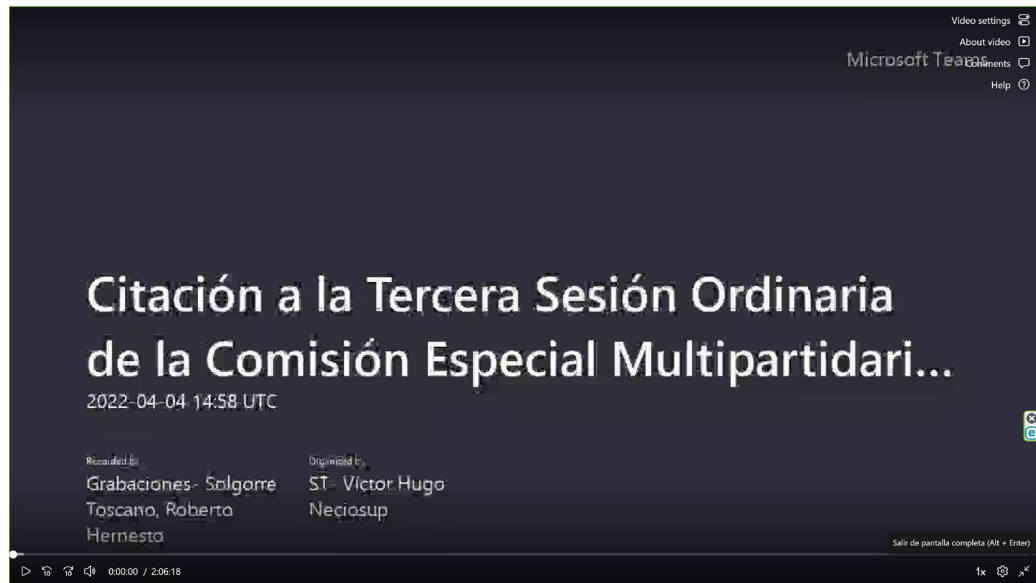 Video settings
About video
Microsoft Teams
Comments
Help
Citación a la Tercera Sesión Ordinaria
de la Comisión Especial Multipartidari...
2022-04-04 14:58 UTC
Recorded by
Organized by
Grabaciones- Solgorre
Toscano, Roberto
Hernesto
ST- Víctor Hugo
Neciosup
Salir de pantalla completa (Alt + Enter)
10
10
0:00:00 / 2:06:18
1x